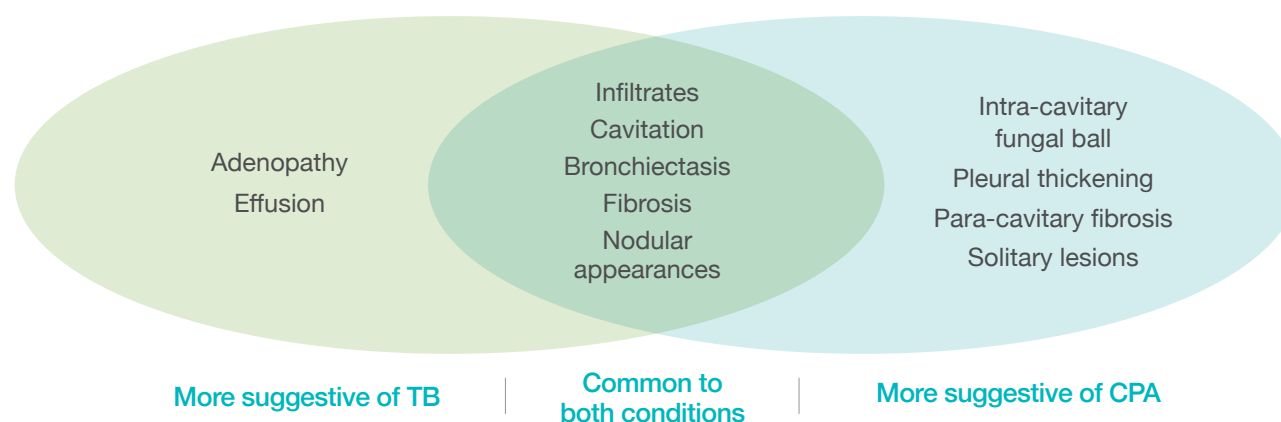 Adenopathy
Effusion
Infiltrates
Cavitation
Bronchiectasis
Fibrosis
Nodular
appearances
Intra-cavitary
fungal ball
Pleural thickening
Para-cavitary fibrosis
Solitary lesions
More suggestive of TB
Common to
both conditions
More suggestive of CPA